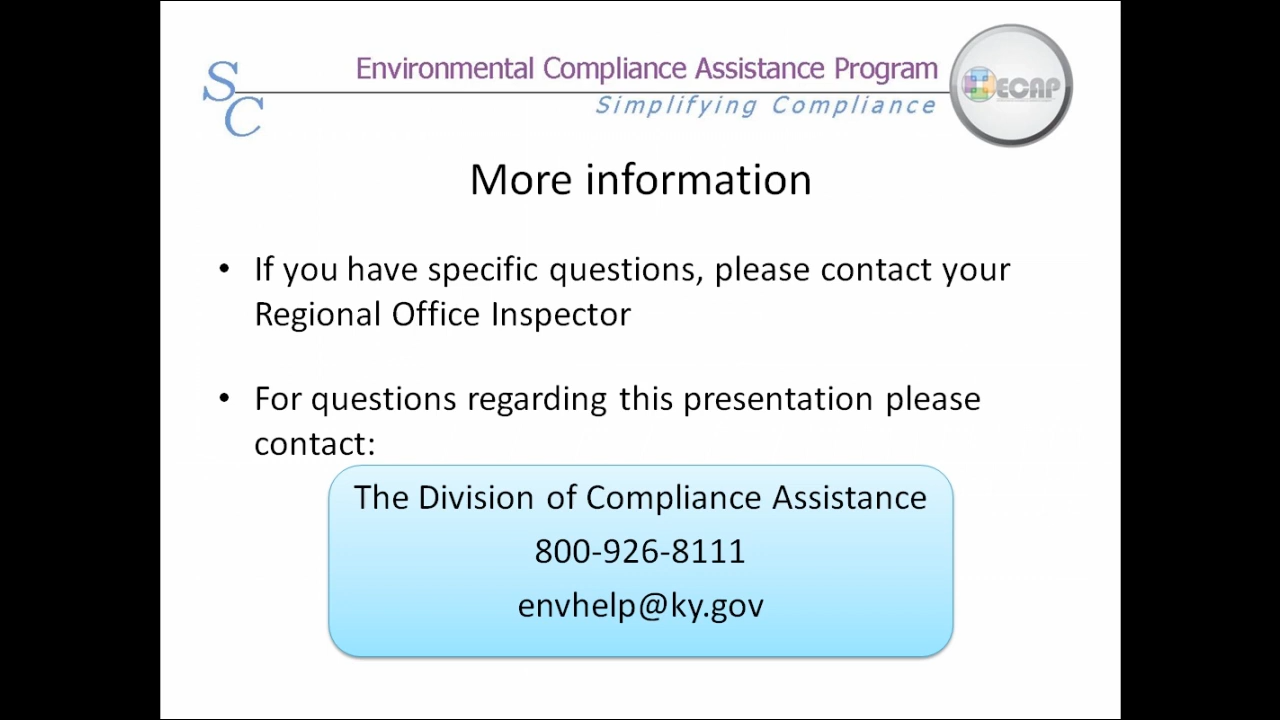 SC
Environmental Compliance Assistance Program
Simplifying Compliance
ECAP
More information
• If you have specific questions, please contact your
Regional Office Inspector
• For questions regarding this presentation please
contact:
The Division of Compliance Assistance
800-926-8111
envhelp@ky.gov